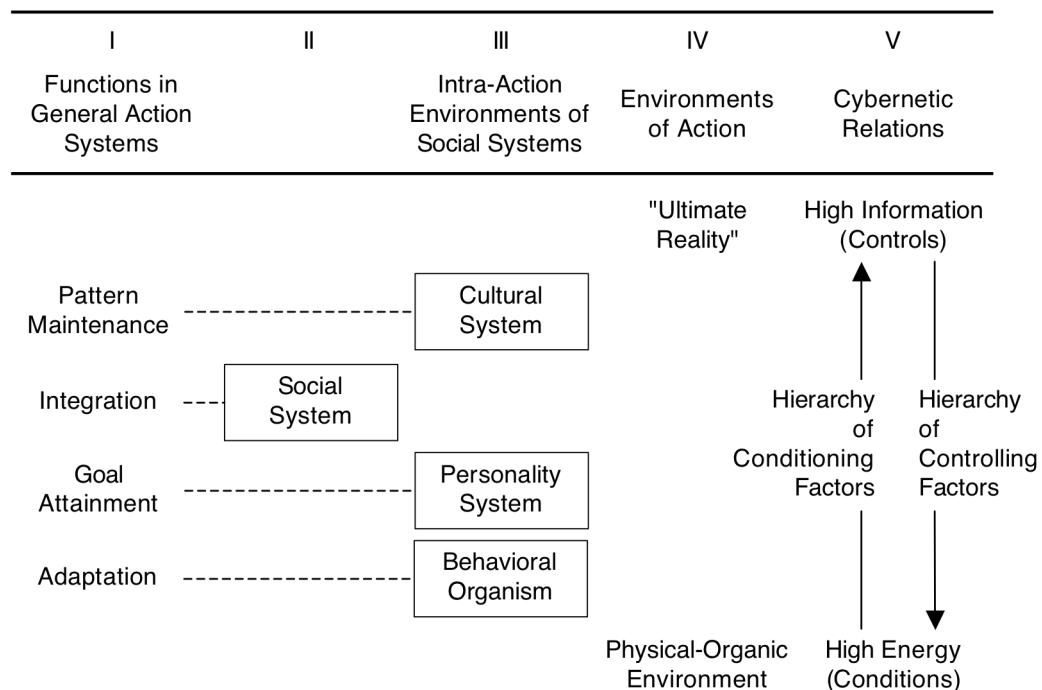 I
II
III
IV
V
Functions in
General Action
Systems
Intra-Action
Environments of
Social Systems
Environments
of Action
Cybernetic
Relations
"Ultimate
Reality"
High Information
(Controls)
Pattern
Maintenance
Cultural
System
Integration
Social
System
Hierarchy
of
Conditioning
Factors
Hierarchy
of
Controlling
Factors
Goal
Attainment
Personality
System
Adaptation
Behavioral
Organism
Physical-Organic
Environment
High Energy
(Conditions)